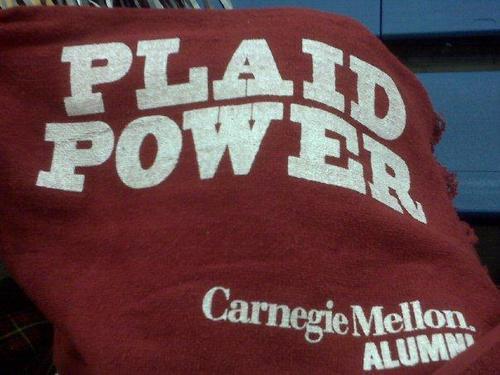 PLAID
POWER
Carnegie Mellon.
ALUMNI